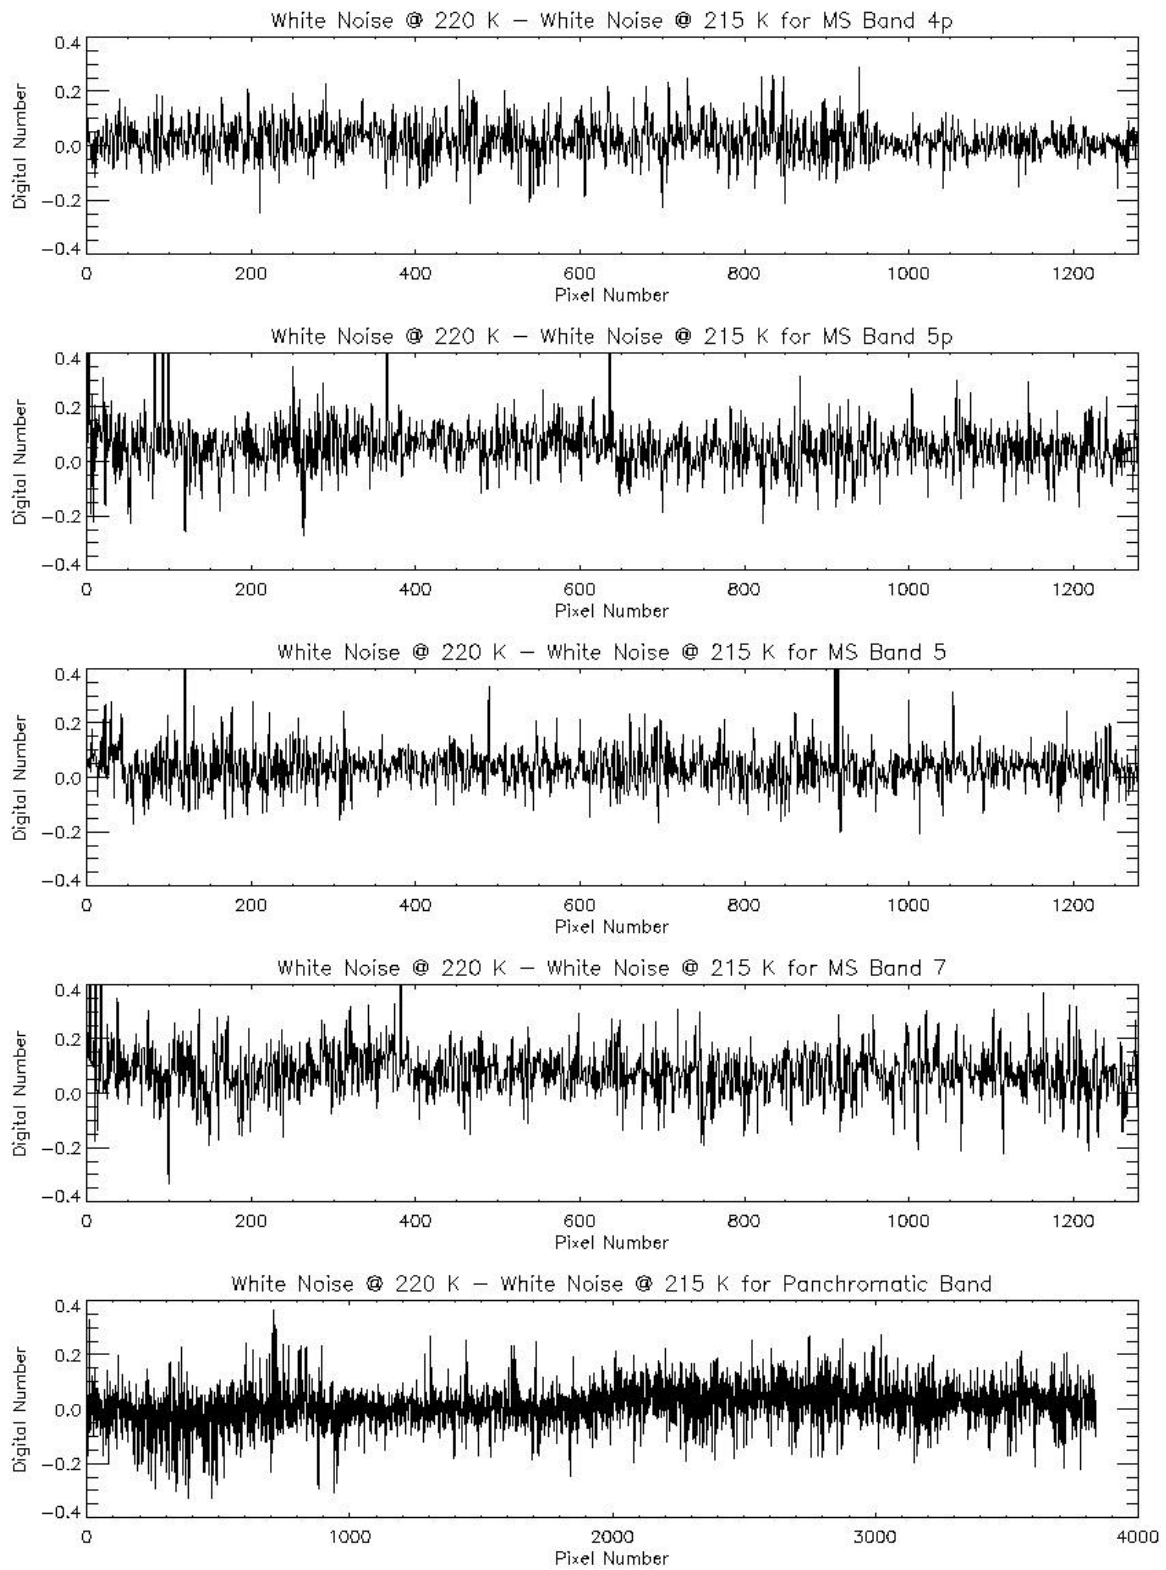 White Noise @ 220 K − White Noise @ 215 K for MS Band 4p
0.4
0.2
0.0
−0.2
−0.4
Digital Number
0 200 400 600 800 1000 1200
Pixel Number
White Noise @ 220 K − White Noise @ 215 K for MS Band 5p
0.4
0.2
0.0
−0.2
−0.4
Digital Number
0 200 400 600 800 1000 1200
Pixel Number
White Noise @ 220 K − White Noise @ 215 K for MS Band 5
0.4
0.2
0.0
−0.2
−0.4
Digital Number
0 200 400 600 800 1000 1200
Pixel Number
White Noise @ 220 K − White Noise @ 215 K for MS Band 7
0.4
0.2
0.0
−0.2
−0.4
Digital Number
0 200 400 600 800 1000 1200
Pixel Number
White Noise @ 220 K − White Noise @ 215 K for Panchromatic Band
0.4
0.2
0.0
−0.2
−0.4
Digital Number
0 1000 2000 3000 4000
Pixel Number